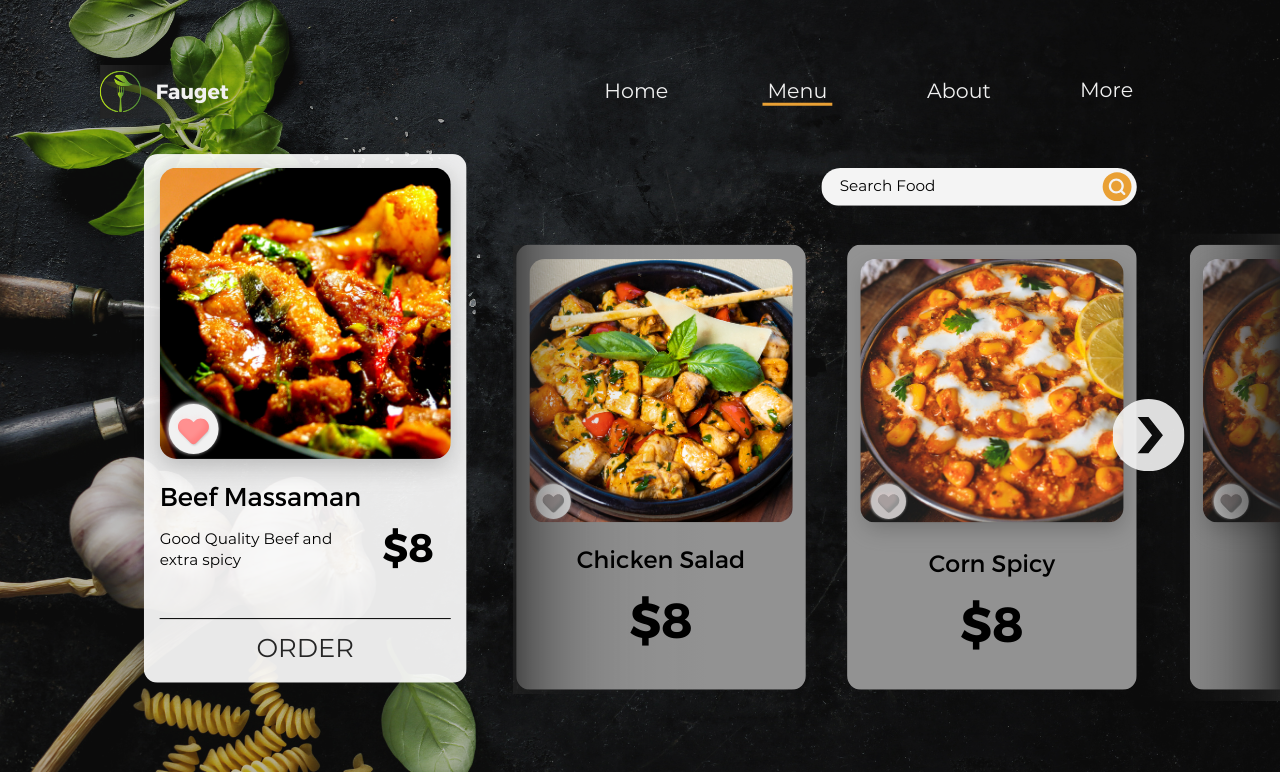 Fauget
Home
Menu
About
More
Search Food
Beef Massaman
Good Quality Beef and
extra spicy
$8
ORDER
Chicken Salad
$8
Corn Spicy
$8